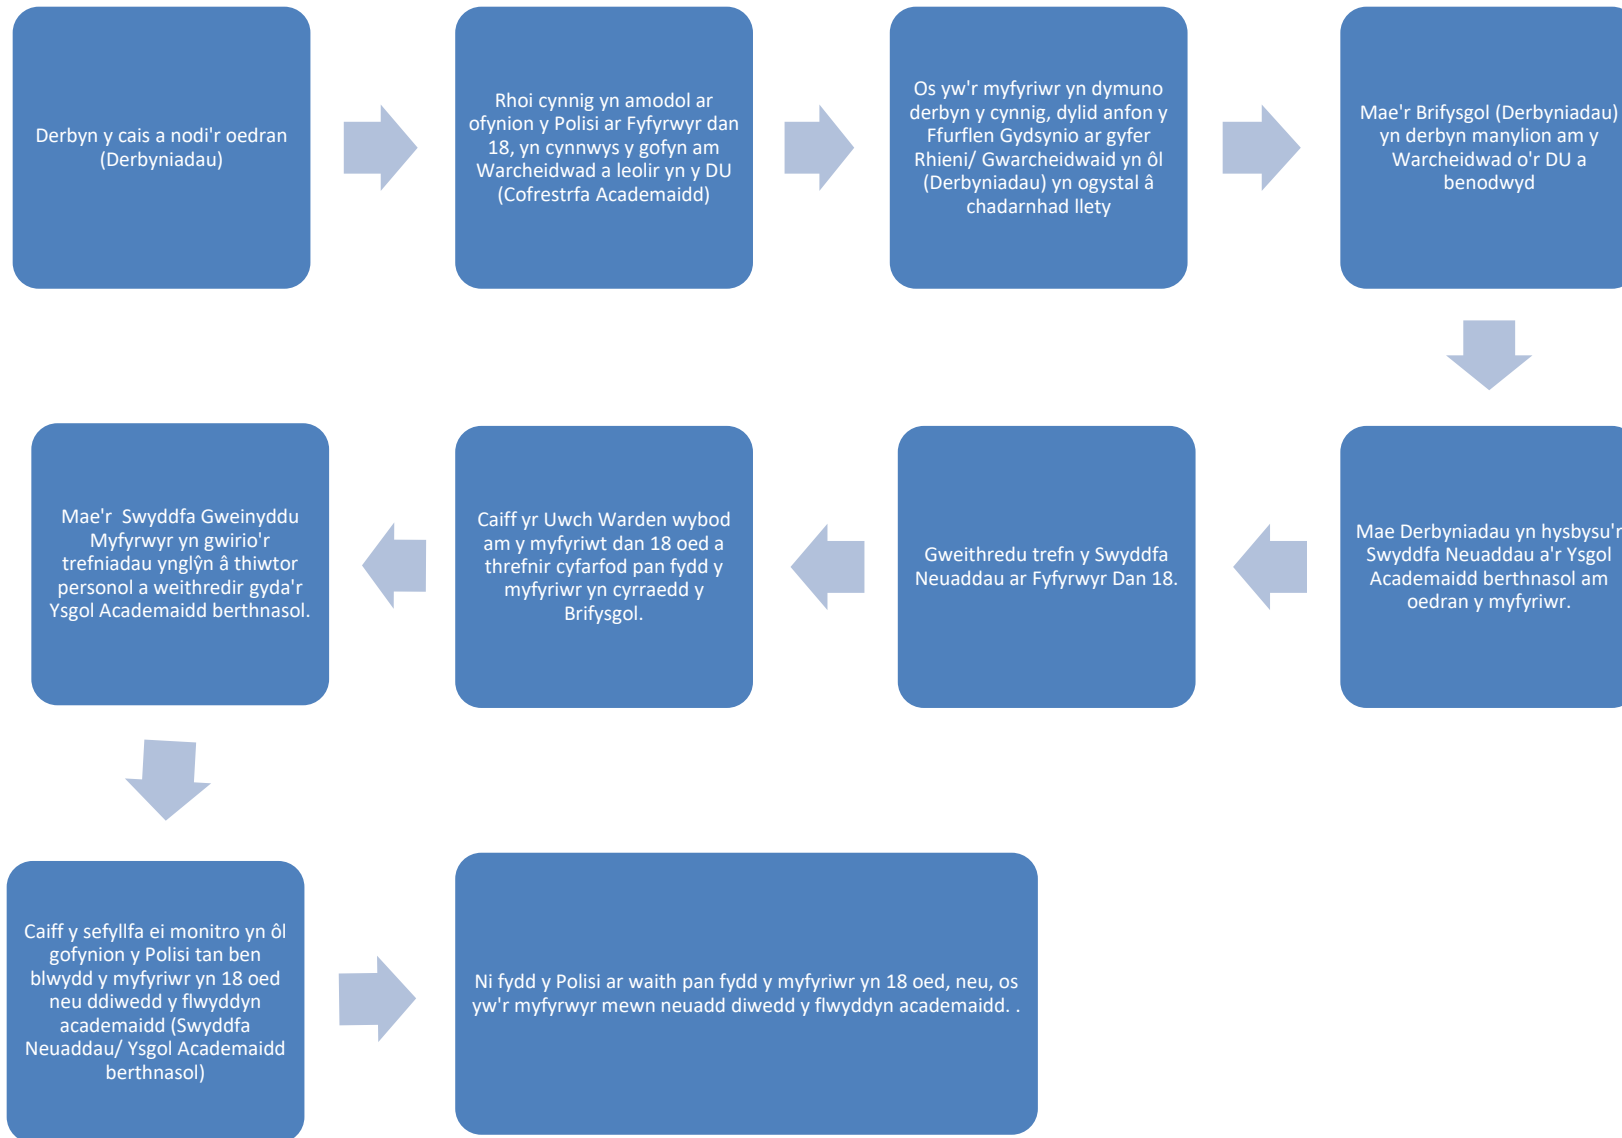 Derbyn y cais a nodi'r oedran
(Derbyniadau)
Rhoi cynnig yn amodol ar
ofynion y Polisi ar Fyfyrwyr dan
18, yn cynnwys y gofyn am
Warcheidwad a leolir yn y DU
(Cofrestrfa Academaidd)
Os yw'r myfyriwr yn dymuno
derbyn y cynnig, dylid anfon y
Ffurflen Gydsynio ar gyfer
Rhieni/ Gwarcheidwaid yn ôl
(Derbyniadau) yn ogystal â
chadarnhad llety
Mae'r Brifysgol (Derbyniadau)
yn derbyn manylion am y
Warcheidwad o'r DU a
benodwyd
Mae Derbyniadau yn hysbysu'r
Swyddfa Neuaddau a'r Ysgol
Academaidd berthnasol am
oedran y myfyriwr.
Gweithredu trefn y Swyddfa
Neuaddau ar Fyfyrwyr Dan 18.
Caiff yr Uwch Warden wybod
am y myfyriwt dan 18 oed a
threfnir cyfarfod pan fydd y
myfyriwr yn cyrraedd y
Brifysgol.
Mae'r  Swyddfa Gweinyddu
Myfyrwyr yn gwirio'r
trefniadau ynglŷn â thiwtor
personol a weithredir gyda'r
Ysgol Academaidd berthnasol.
Caiff y sefyllfa ei monitro yn ôl
gofynion y Polisi tan ben
blwydd y myfyriwr yn 18 oed
neu ddiwedd y flwyddyn
academaidd (Swyddfa
Neuaddau/ Ysgol Academaidd
berthnasol)
Ni fydd y Polisi ar waith pan fydd y myfyriwr yn 18 oed, neu, os
yw'r myfyrwyr mewn neuadd diwedd y flwyddyn academaidd. .